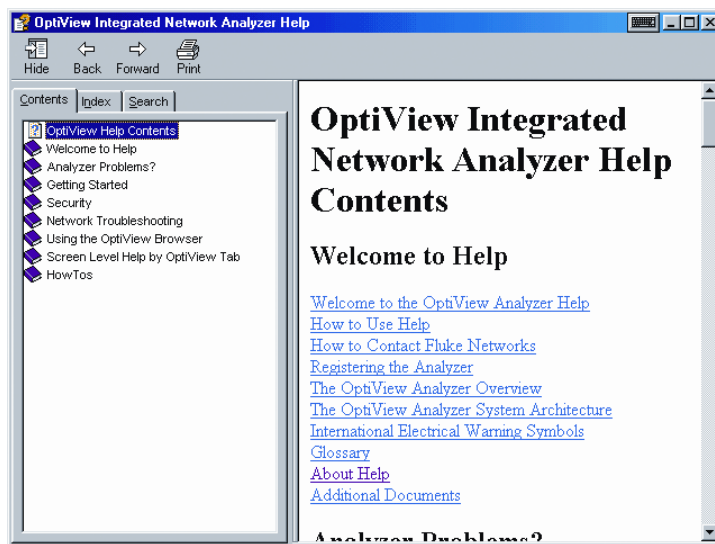 OptiView Integrated Network Analyzer Help
Hide Back Forward Print
Contents Index Search
OptiView Help Contents
Welcome to Help
Analyzer Problems?
Getting Started
Security
Network Troubleshooting
Using the OptiView Browser
Screen Level Help by OptiView Tab
HowTos
OptiView Integrated
Network Analyzer Help
Contents
Welcome to Help
Welcome to the OptiView Analyzer Help
How to Use Help
How to Contact Fluke Networks
Registering the Analyzer
The OptiView Analyzer Overview
The OptiView Analyzer System Architecture
International Electrical Warning Symbols
Glossary
About Help
Additional Documents
Analyzer Problems?